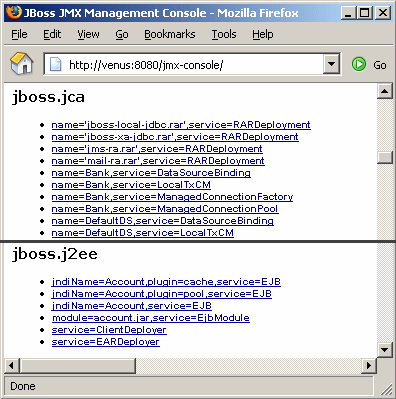 JBoss JMX Management Console - Mozilla Firefox
File Edit View Go Bookmarks Tools Help
http://venus:8080/jmx-console/ Go
jboss.jca
name='jboss-local-jdbc.rar',service=RARDeployment
name='jboss-xa-jdbc.rar',service=RARDeployment
name='jms-ra.rar',service=RARDeployment
name='mail-ra.rar',service=RARDeployment
name=Bank,service=DataSourceBinding
name=Bank,service=LocalTxCM
name=Bank,service=ManagedConnectionFactory
name=Bank,service=ManagedConnectionPool
name=DefaultDS,service=DataSourceBinding
name=DefaultDS,service=LocalTxCM
jboss.j2ee
jndiName=Account,plugin=cache,service=EJB
jndiName=Account,plugin=pool,service=EJB
jndiName=Account,service=EJB
module=account.jar,service=EjbModule
service=ClientDeployer
service=EARDeployer
Done